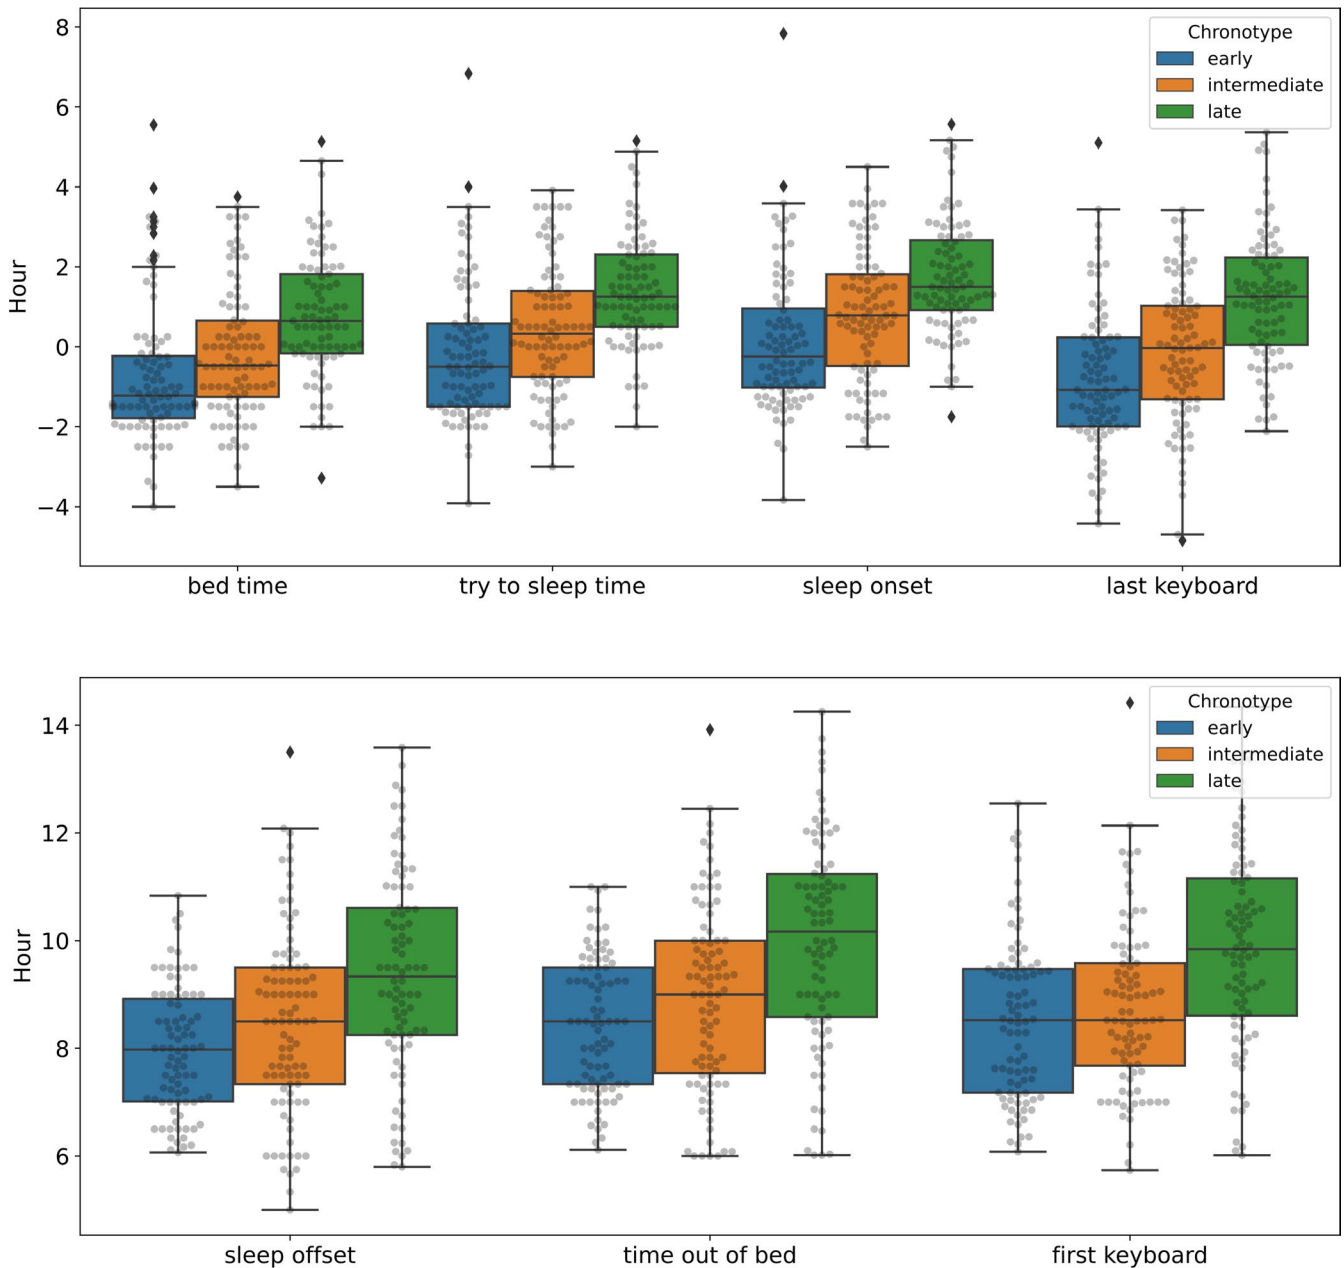 8
6
4
2
0
−2
−4
Hour
Chronotype
early
intermediate
late
bed time
try to sleep time
sleep onset
last keyboard
14
12
10
8
6
Hour
Chronotype
early
intermediate
late
sleep offset
time out of bed
first keyboard